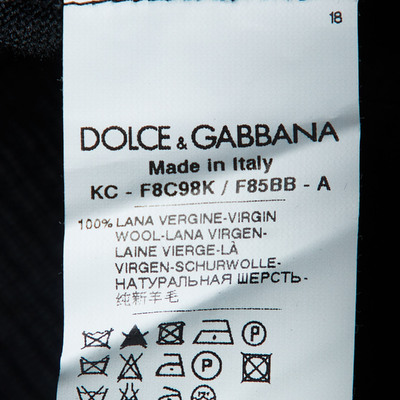 18
DOLCE & GABBANA
Made in Italy
KC - F8C98K / F85BB - A
100% LANA VERGINE-VIRGIN
WOOL-LANA VIRGEN-
LAINE VIERGE-LÀ
VIRGEN-SCHURWOLLE-
НАТУРАЛЬНАЯ ШЕРСТЬ-
纯新羊毛
P
P